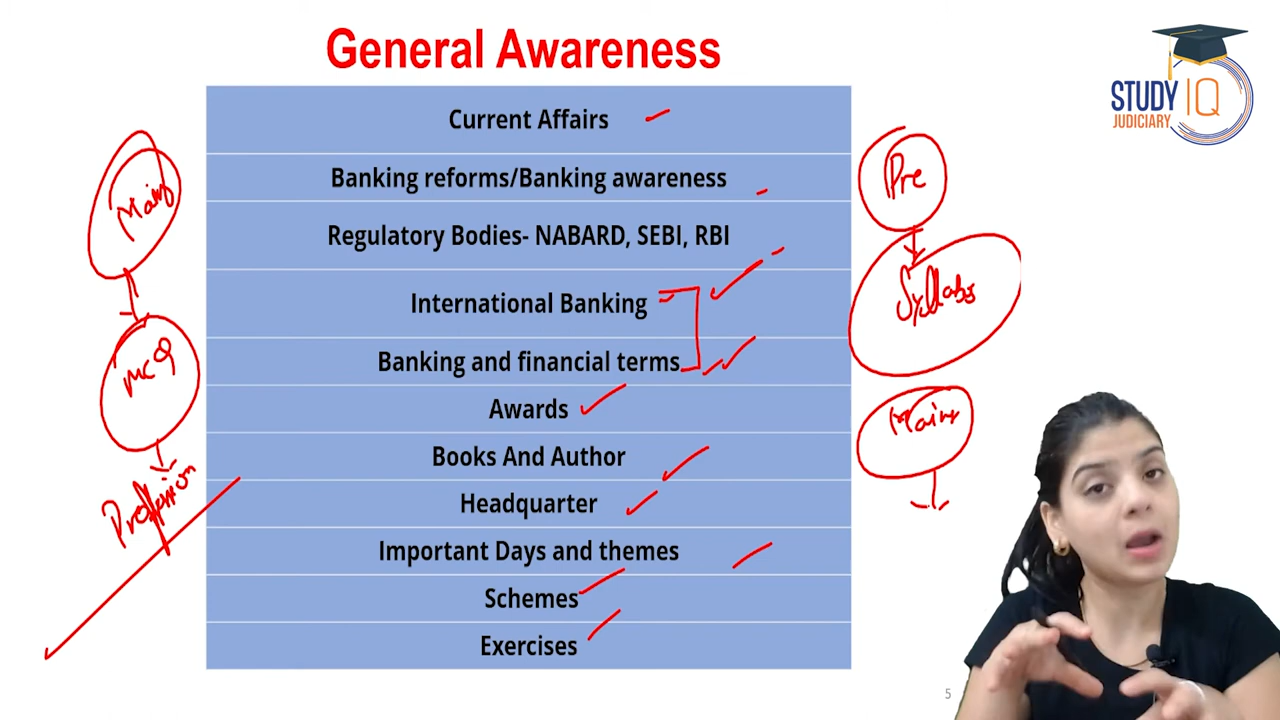 General Awareness
STUDY IQ
JUDICIARY
Current Affairs
Banking reforms/Banking awareness
Regulatory Bodies- NABARD, SEBI, RBI
International Banking
Banking and financial terms
Awards
Books And Author
Headquarter
Important Days and themes
Schemes
Exercises
Mains
MCQ
Pre
Mains
5